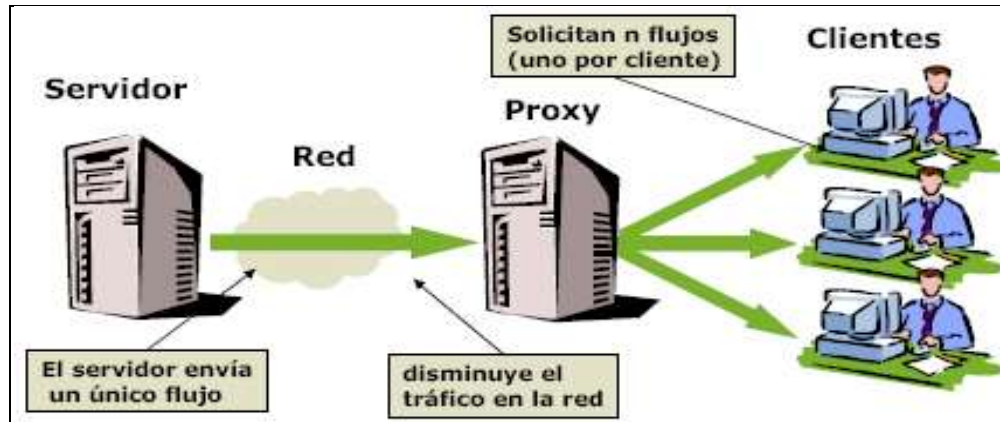 Solicitan n flujos
(uno por cliente)
Clientes
Servidor
Proxy
Red
El servidor envía
un único flujo
disminuye el
tráfico en la red